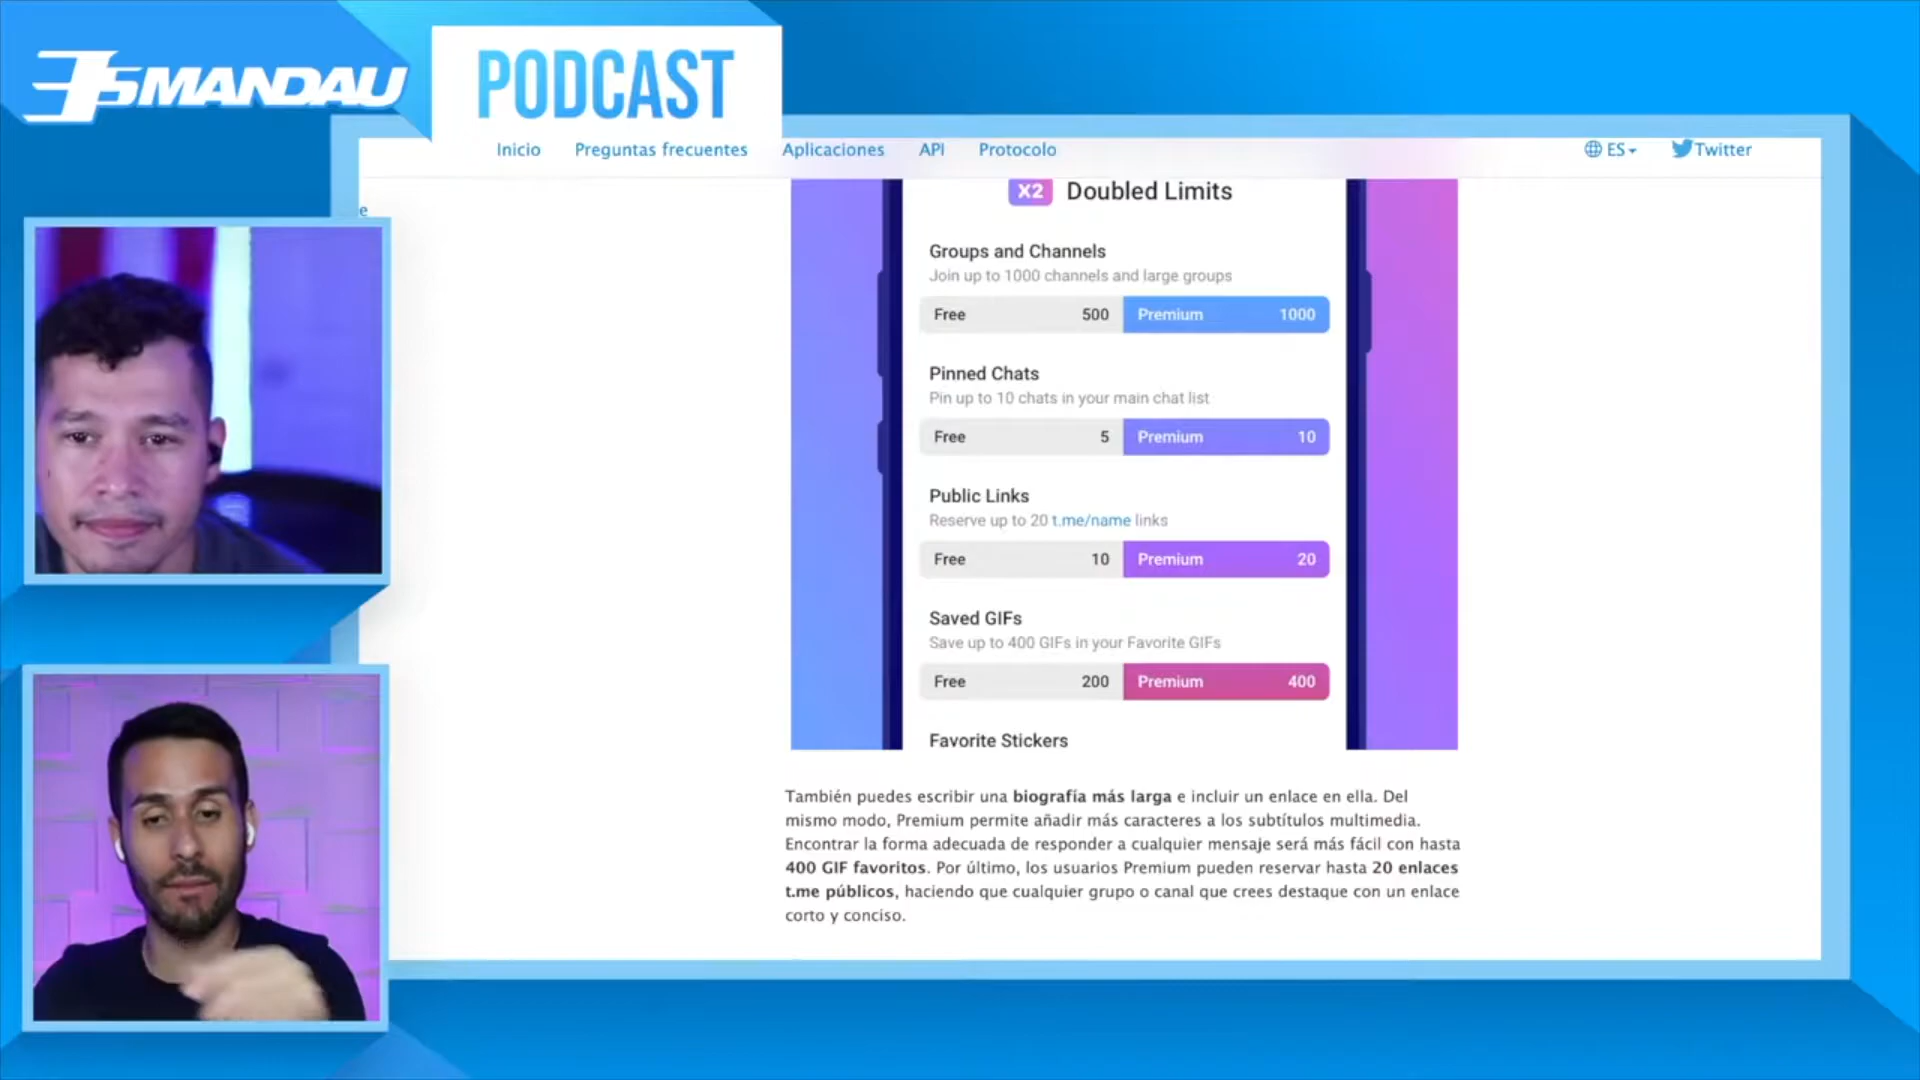 ESMANDAU
PODCAST
Inicio Preguntas frecuentes Aplicaciones API Protocolo ES Twitter
e
X2 Doubled Limits
Groups and Channels
Join up to 1000 channels and large groups
Free 500 Premium 1000
Pinned Chats
Pin up to 10 chats in your main chat list
Free 5 Premium 10
Public Links
Reserve up to 20 t.me/name links
Free 10 Premium 20
Saved GIFs
Save up to 400 GIFs in your Favorite GIFs
Free 200 Premium 400
Favorite Stickers
También puedes escribir una biografía más larga e incluir un enlace en ella. Del
mismo modo, Premium permite añadir más caracteres a los subtítulos multimedia.
Encontrar la forma adecuada de responder a cualquier mensaje será más fácil con hasta
400 GIF favoritos. Por último, los usuarios Premium pueden reservar hasta 20 enlaces
t.me públicos, haciendo que cualquier grupo o canal que crees destaque con un enlace
corto y conciso.